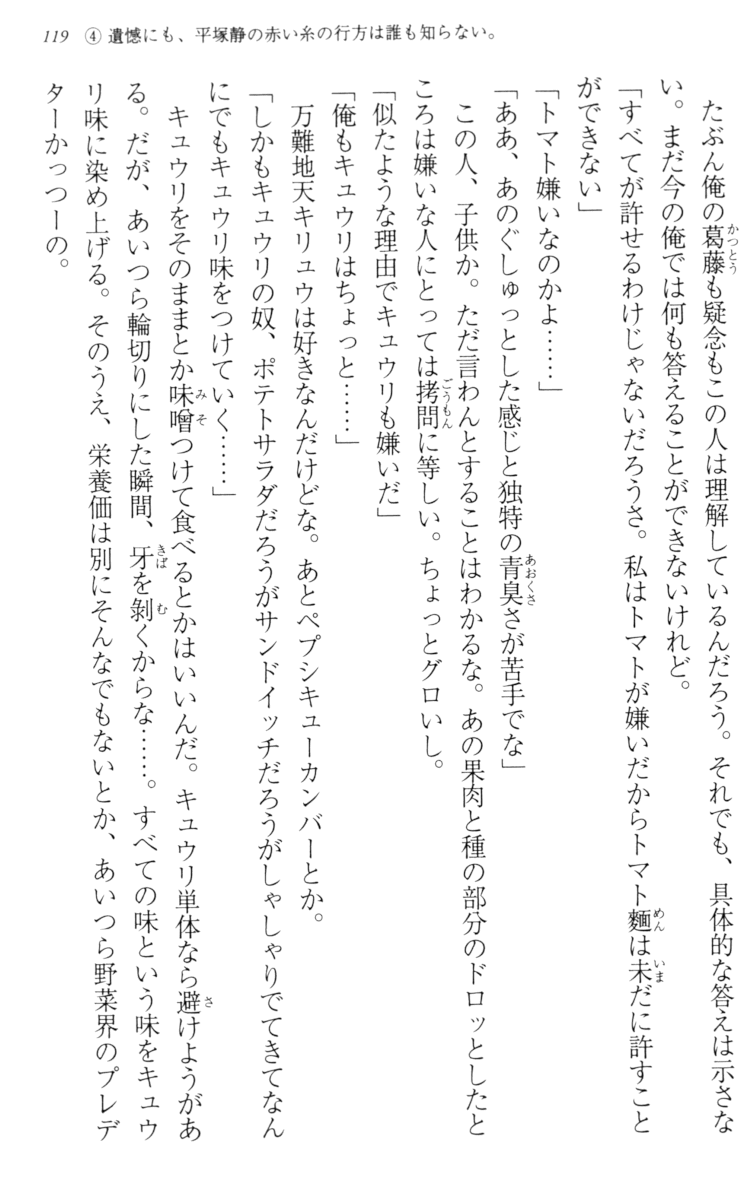 119 ④ 遺憾にも、平塚静の赤い糸の行方は誰も知らない。
たぶん俺の葛藤も疑念もこの人は理解しているんだろう。それでも、具体的な答えは示さな
い。まだ今の俺では何も答えることができないけれど。
「すべてが許せるわけじゃないだろうさ。私はトマトが嫌いだからトマト麺は未だに許すこと
ができない」
「トマト嫌いなのかよ……」
「ああ、あのぐしゅっとした感じと独特の青臭さが苦手でな」
この人、子供か。ただ言わんとすることはわかるな。あの果肉と種の部分のドロッとしたと
ころは嫌いな人にとっては拷問に等しい。ちょっとグロいし。
「似たような理由でキュウリも嫌いだ」
「俺もキュウリはちょっと……」
万難地天キリュウは好きなんだけどな。あとペプシキューカンバーとか。
「しかもキュウリの奴、ポテトサラダだろうがサンドイッチだろうがしゃしゃりでてきてなん
にでもキュウリ味をつけていく……」
キュウリをそのままとか味噌つけて食べるとかはいいんだ。キュウリ単体なら避けようがあ
る。だが、あいつら輪切りにした瞬間、牙を剝くからな……。すべての味という味をキュウ
リ味に染め上げる。そのうえ、栄養価は別にそんなでもないとか、あいつら野菜界のプレデ
ターかっつーの。